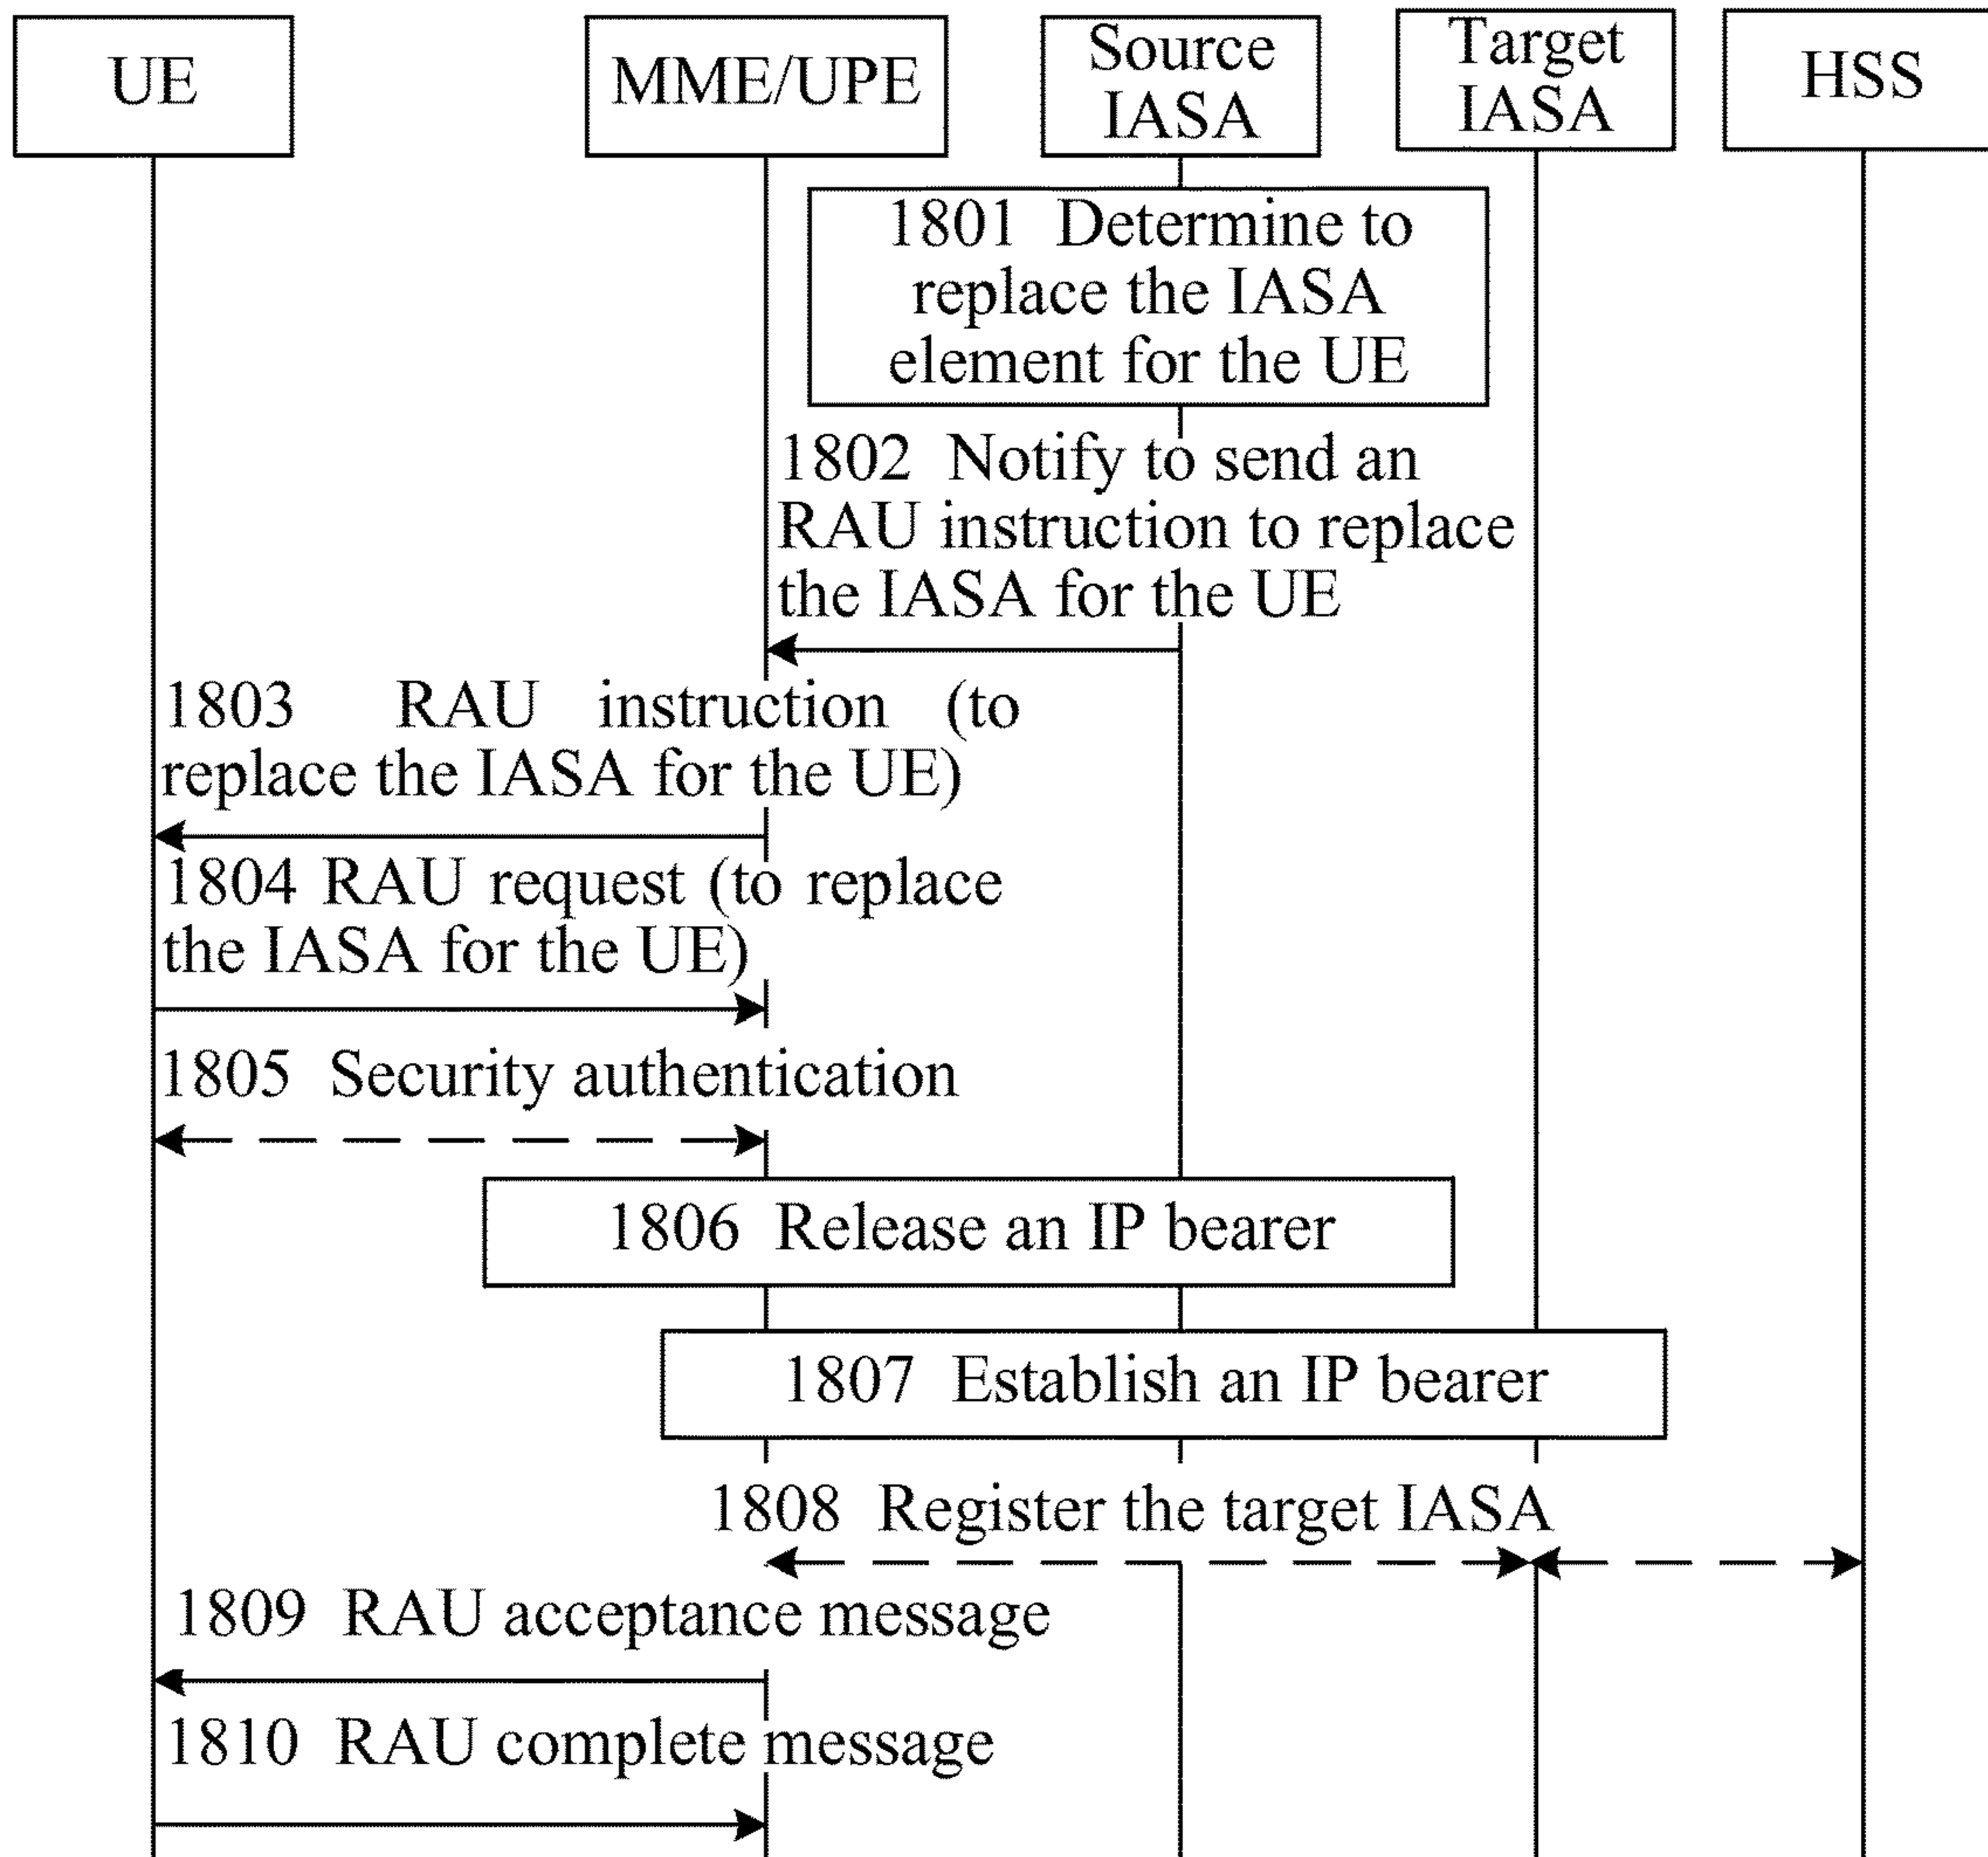 UE
MME/UPE
Source
IASA
Target
IASA
HSS
1801 Determine to
replace the IASA
element for the UE
1802 Notify to send an
RAU instruction to replace
the IASA for the UE
1803 RAU instruction (to
replace the IASA for the UE)
1804 RAU request (to replace
the IASA for the UE)
1805 Security authentication
1806 Release an IP bearer
1807 Establish an IP bearer
1808 Register the target IASA
1809 RAU acceptance message
1810 RAU complete message